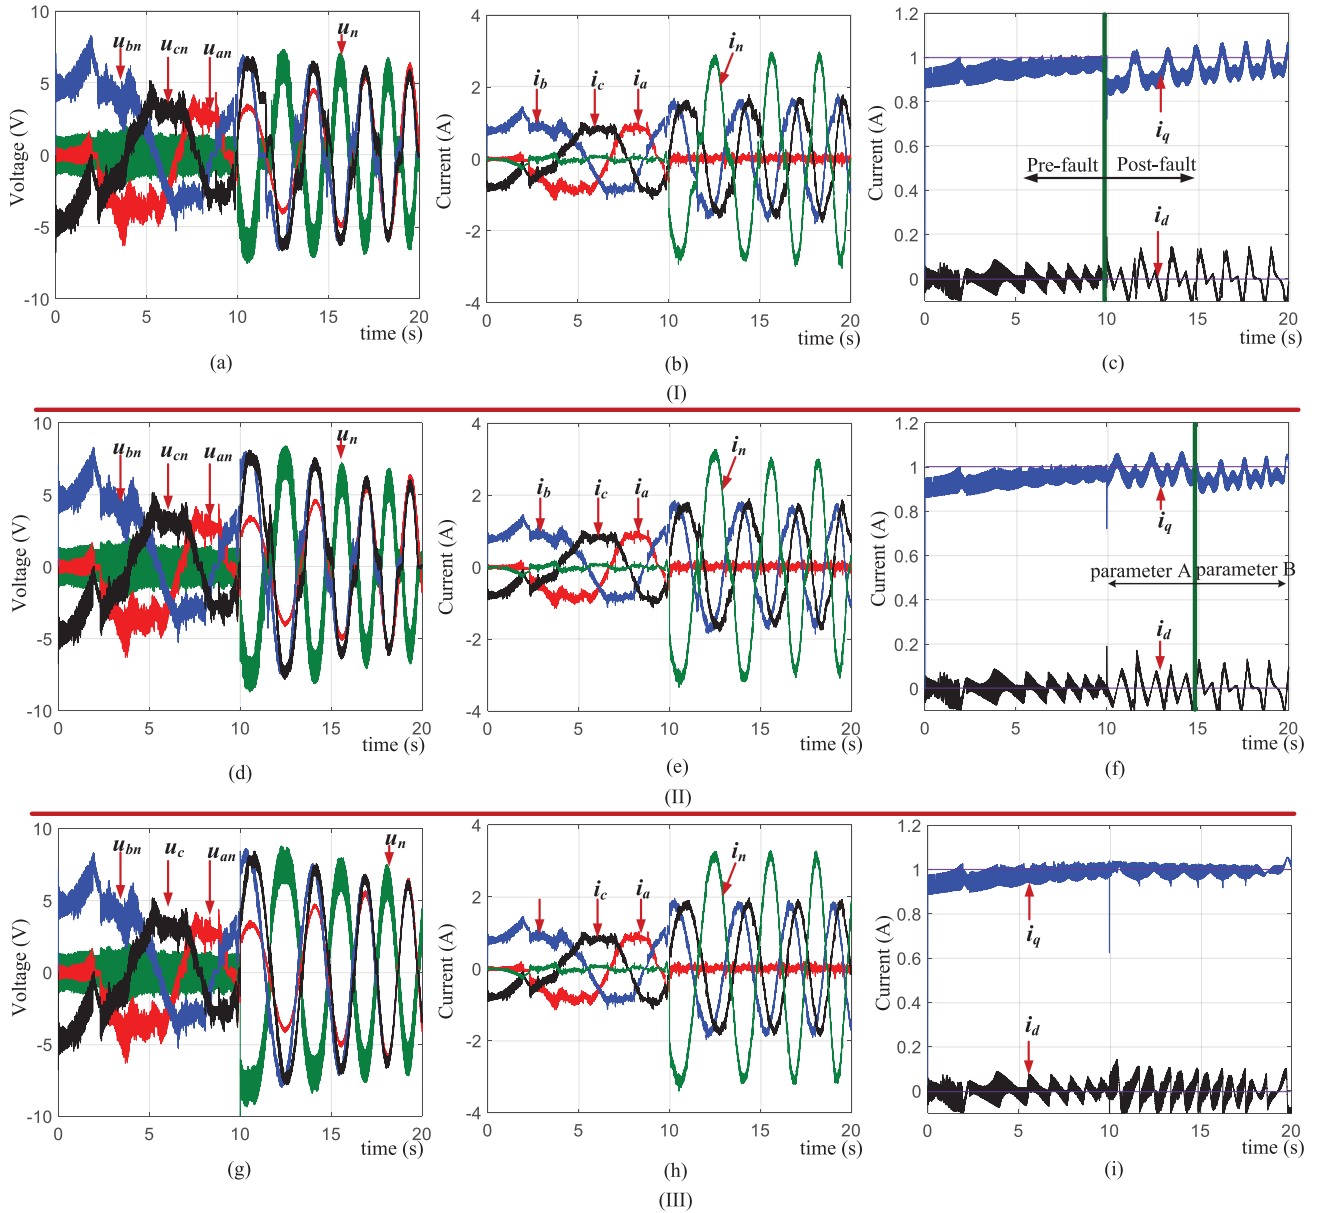 10
5
0
-5
-10
Voltage (V)
u_bn
u_cn
u_an
u_n
0 5 10 15 20
time (s)
(a)
4
2
0
-2
-4
Current (A)
i_b
i_c
i_a
i_n
0 5 10 15 20
time (s)
(b)
(I)
1.2
1
0.8
0.6
0.4
0.2
0
Current (A)
i_q
Pre-fault Post-fault
i_d
0 5 10 15 20
time (s)
(c)
10
5
0
-5
-10
Voltage (V)
u_bn
u_cn
u_an
u_n
0 5 10 15 20
time (s)
(d)
4
2
0
-2
-4
Current (A)
i_b
i_c
i_a
i_n
0 5 10 15 20
time (s)
(e)
(II)
1.2
1
0.8
0.6
0.4
0.2
0
Current (A)
i_q
parameter A parameter B
i_d
0 5 10 15 20
time (s)
(f)
10
5
0
-5
-10
Voltage (V)
u_bn
u_c
u_an
u_n
0 5 10 15 20
time (s)
(g)
4
2
0
-2
-4
Current (A)
i_c
i_a
i_n
0 5 10 15 20
time (s)
(h)
(III)
1.2
1
0.8
0.6
0.4
0.2
0
Current (A)
i_q
i_d
0 5 10 15 20
time (s)
(i)